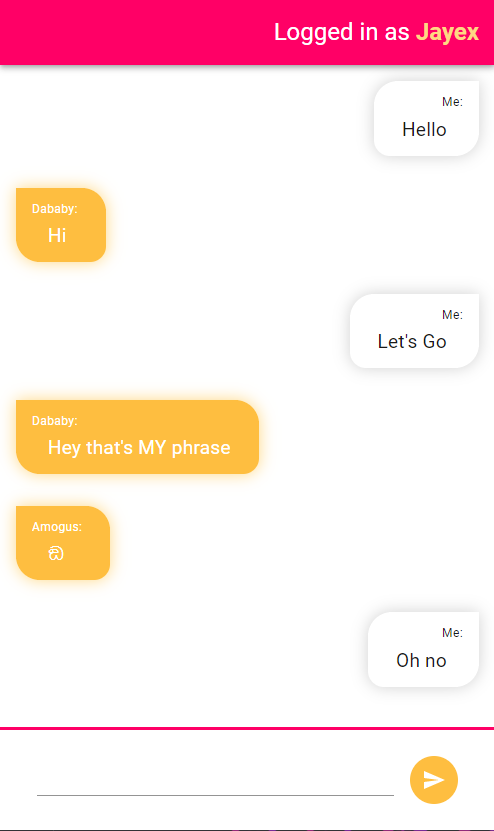 Logged in as Jayex
Me:
Hello
Dababy:
Hi
Me:
Let's Go
Dababy:
Hey that's MY phrase
Amogus:
ඞ
Me:
Oh no